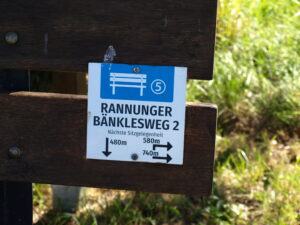 5
RANNUNGER
BÄNKLESWEG 2
Nächste Sitzgelegenheit
480m
580m
740m